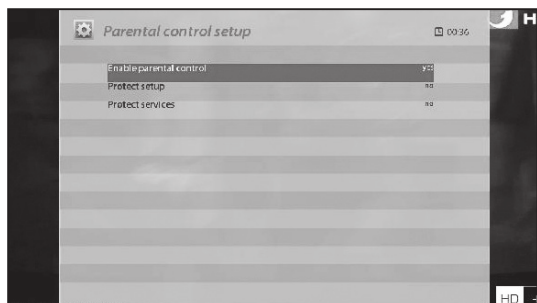 Parental control setup
00:36
H
Enable parental control yes
Protect setup no
Protect services no
HD